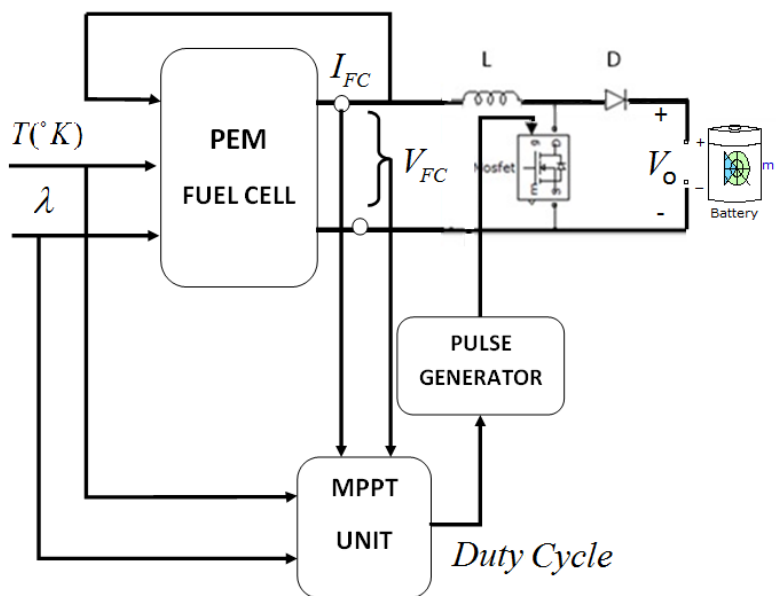 L
D
I_FC
PEM
FUEL CELL
T(°K)
λ
V_FC
g
D
Mosfet
m
s
+
V_O
-
+
−
m
Battery
PULSE
GENERATOR
MPPT
UNIT
Duty Cycle